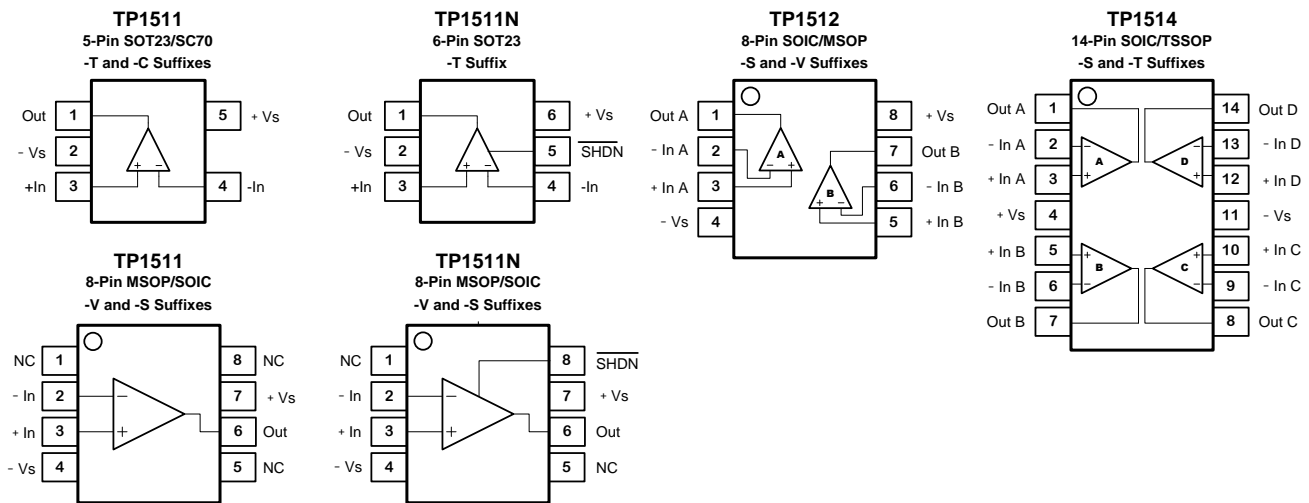 TP1511
5-Pin SOT23/SC70
-T and -C Suffixes
Out 1 5 + Vs
- Vs 2
+In 3 + - 4 -In
TP1511N
6-Pin SOT23
-T Suffix
Out 1 6 + Vs
- Vs 2 5 SHDN
+In 3 + - 4 -In
TP1512
8-Pin SOIC/MSOP
-S and -V Suffixes
Out A 1 8 + Vs
- In A 2 A - + 7 Out B
+ In A 3 B + - 6 - In B
- Vs 4 5 + In B
TP1514
14-Pin SOIC/TSSOP
-S and -T Suffixes
Out A 1 14 Out D
- In A 2 - A D - 13 - In D
+ In A 3 + + 12 + In D
+ Vs 4 11 - Vs
+ In B 5 + B C + 10 + In C
- In B 6 - - 9 - In C
Out B 7 8 Out C
TP1511
8-Pin MSOP/SOIC
-V and -S Suffixes
NC 1 8 NC
- In 2 - 7 + Vs
+ In 3 + 6 Out
- Vs 4 5 NC
TP1511N
8-Pin MSOP/SOIC
-V and -S Suffixes
NC 1 8 SHDN
- In 2 - 7 + Vs
+ In 3 + 6 Out
- Vs 4 5 NC